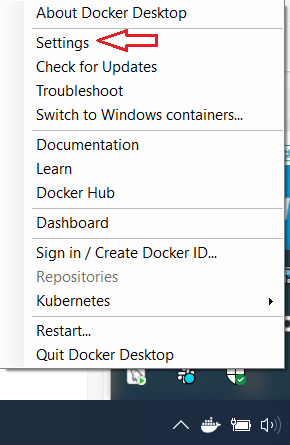 About Docker Desktop
Settings
Check for Updates
Troubleshoot
Switch to Windows containers...
Documentation
Learn
Docker Hub
Dashboard
Sign in / Create Docker ID...
Repositories
Kubernetes
Restart...
Quit Docker Desktop